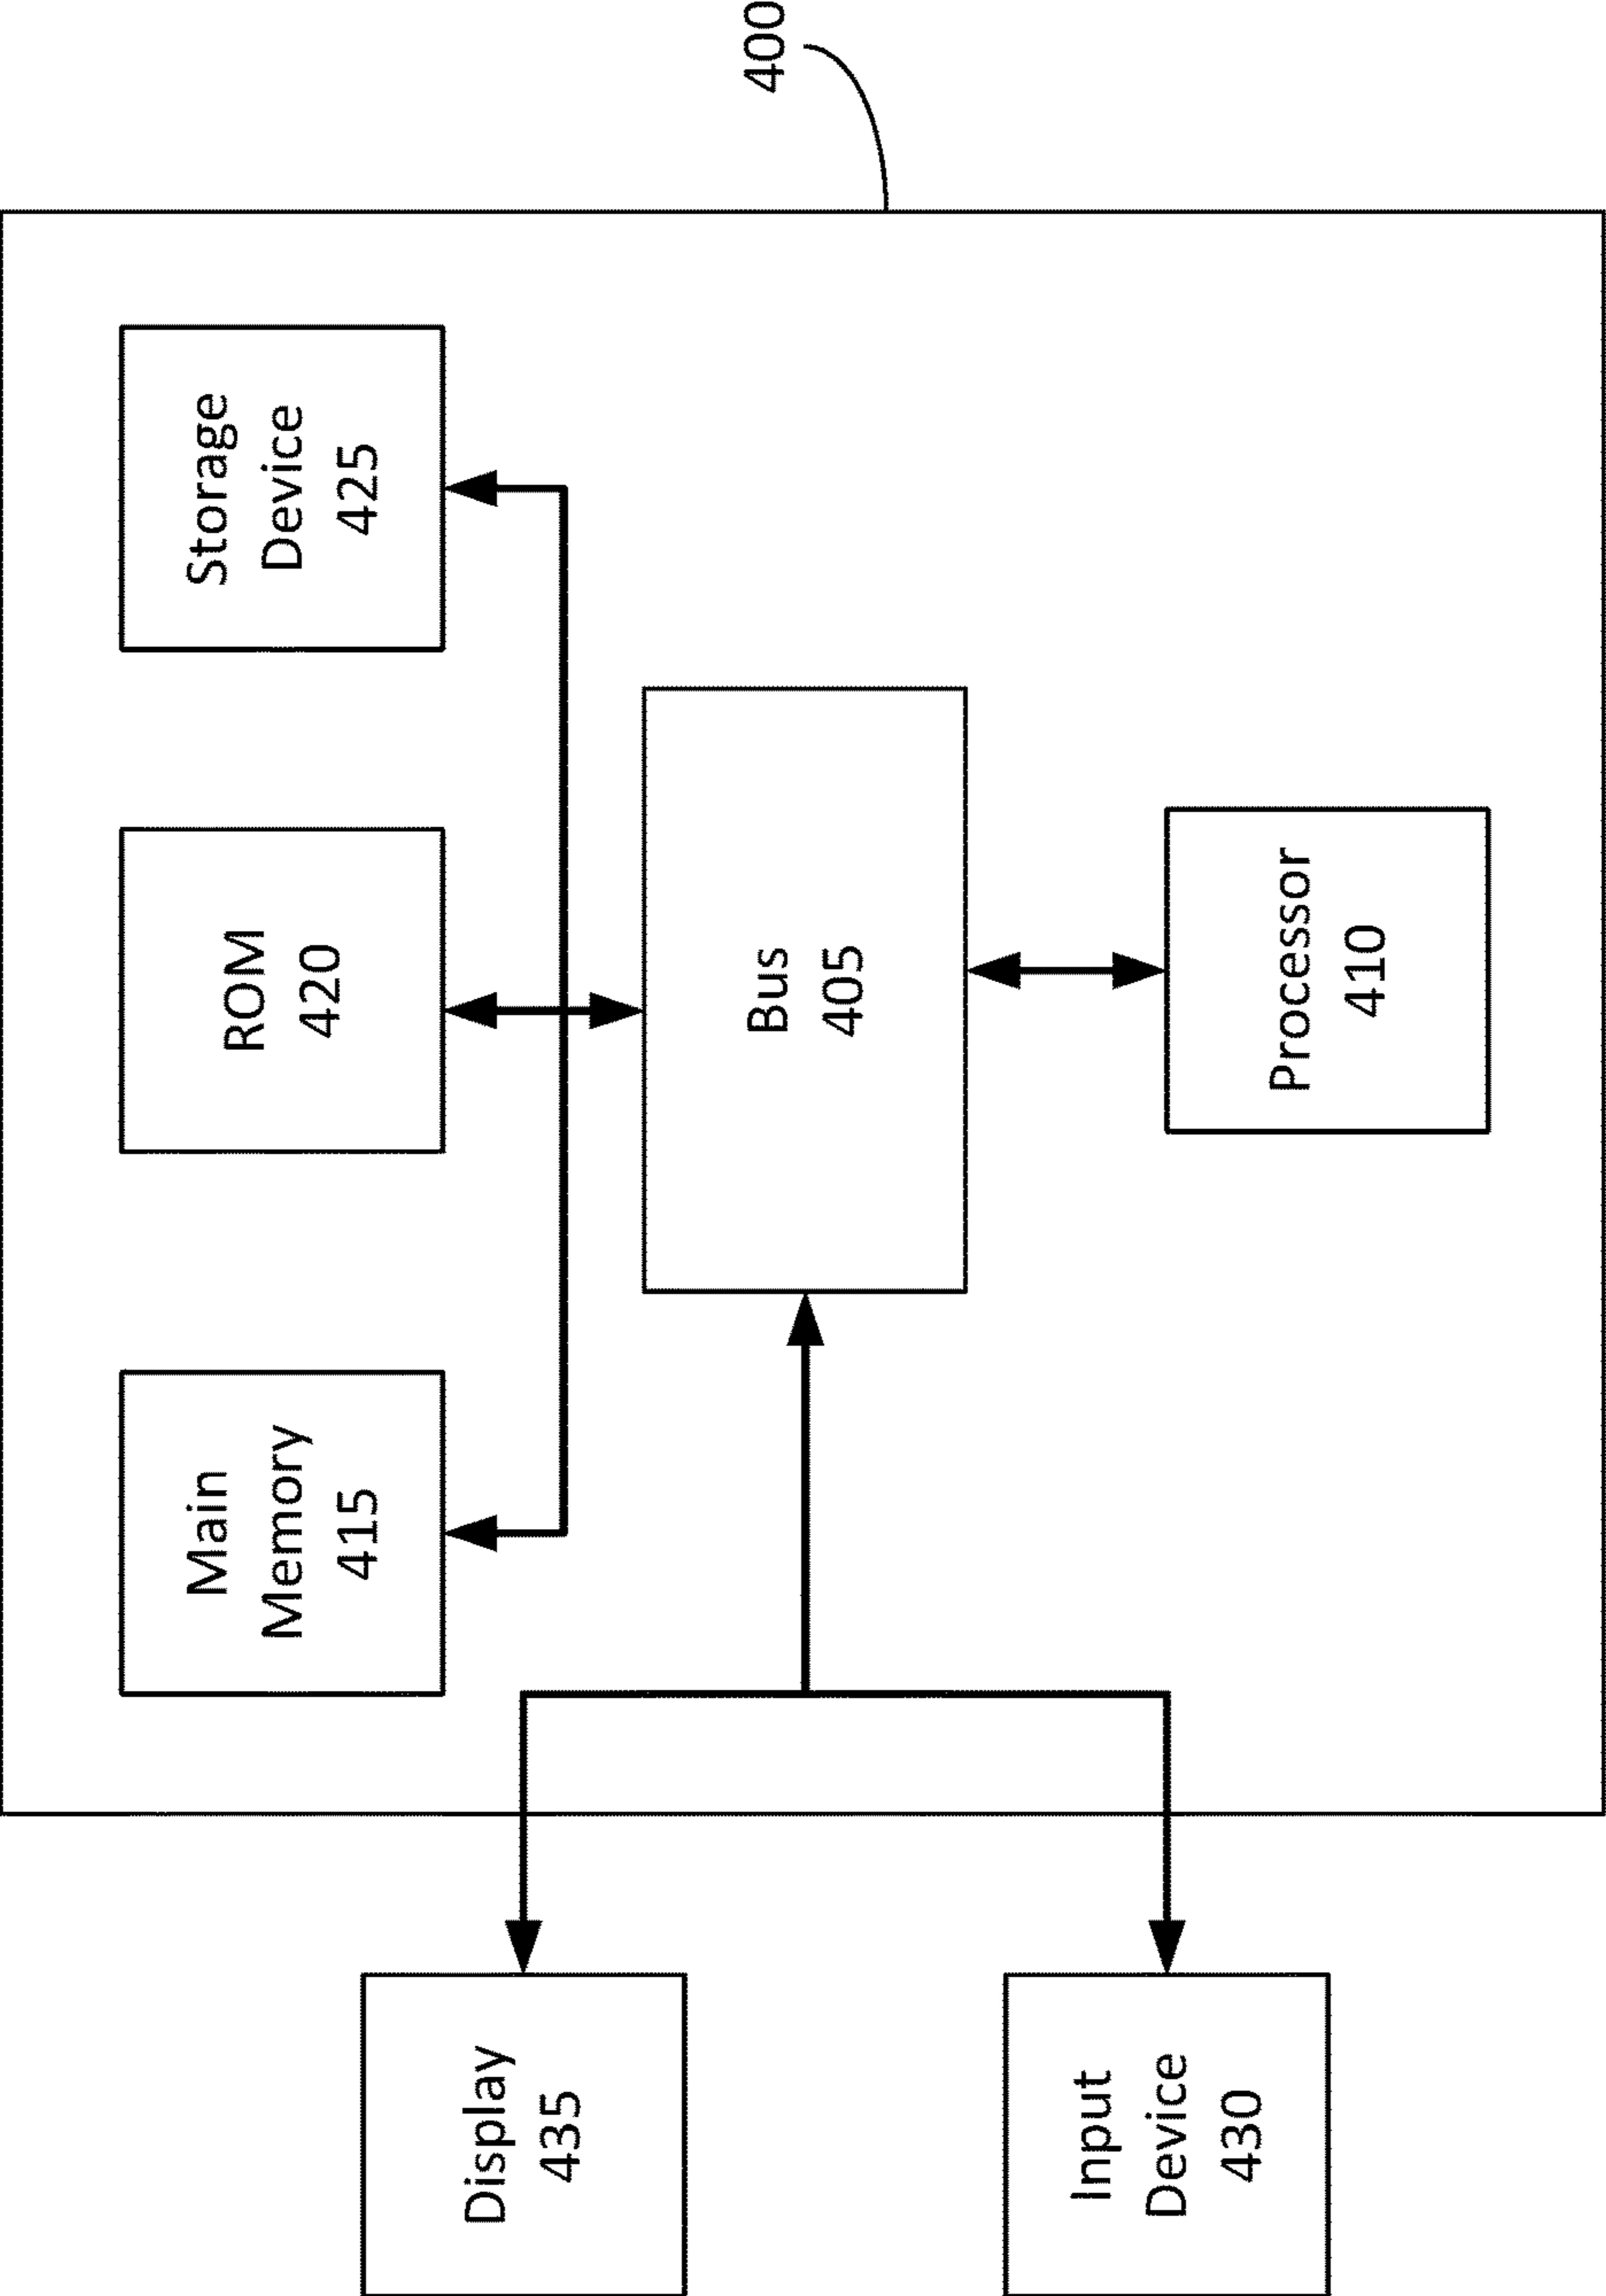 400
Main
Memory
415
ROM
420
Storage
Device
425
Display
435
Bus
405
Input
Device
430
Processor
410